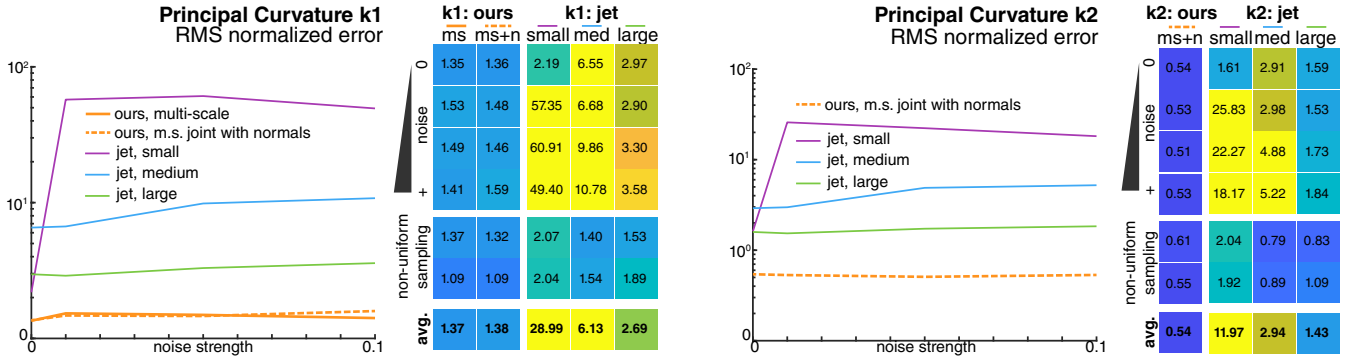 Principal Curvature k1
RMS normalized error
10²
10¹
0
0
noise strength
0.1
ours, multi-scale
ours, m.s. joint with normals
jet, small
jet, medium
jet, large
k1: ours k1: jet
ms ms+n small med large
0 noise +
1.35 1.36 2.19 6.55 2.97
1.53 1.48 57.35 6.68 2.90
1.49 1.46 60.91 9.86 3.30
1.41 1.59 49.40 10.78 3.58
non-uniform
sampling
1.37 1.32 2.07 1.40 1.53
1.09 1.09 2.04 1.54 1.89
avg. 1.37 1.38 28.99 6.13 2.69
Principal Curvature k2
RMS normalized error
10²
10¹
10⁰
0
0
noise strength
0.1
ours, m.s. joint with normals
jet, small
jet, medium
jet, large
k2: ours k2: jet
ms+n small med large
0 noise +
0.54 1.61 2.91 1.59
0.53 25.83 2.98 1.53
0.51 22.27 4.88 1.73
0.53 18.17 5.22 1.84
non-uniform
sampling
0.61 2.04 0.79 0.83
0.55 1.92 0.89 1.09
avg. 0.54 11.97 2.94 1.43